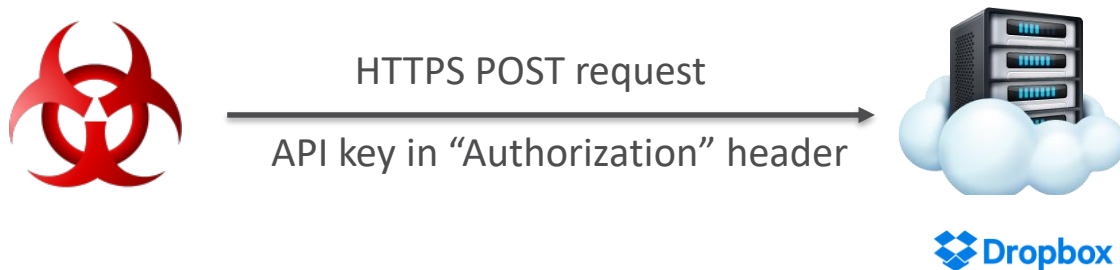 HTTPS POST request
API key in “Authorization” header
Dropbox